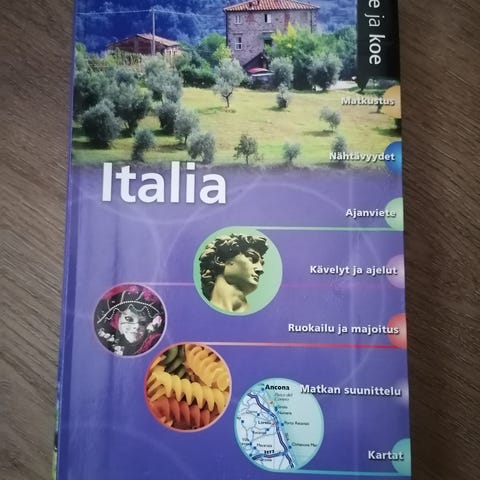 e ja koe
Matkustus
Nähtävyydet
Italia
Ajanviete
Kävelyt ja ajelut
Ruokailu ja majoitus
Matkan suunnittelu
Ancona
Kartat